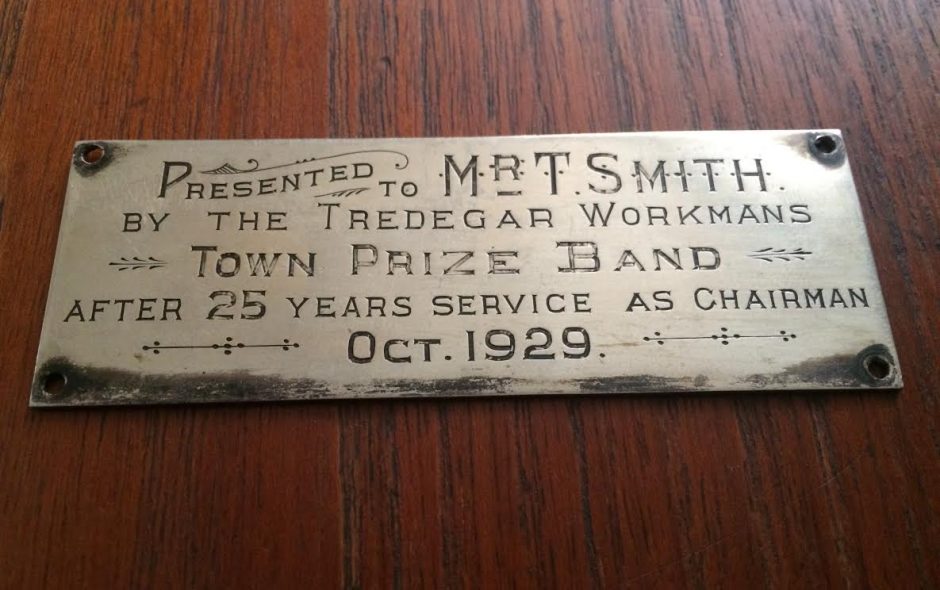 PRESENTED TO MR T. SMITH.
BY THE TREDEGAR WORKMANS
TOWN PRIZE BAND
AFTER 25 YEARS SERVICE AS CHAIRMAN
OCT. 1929.